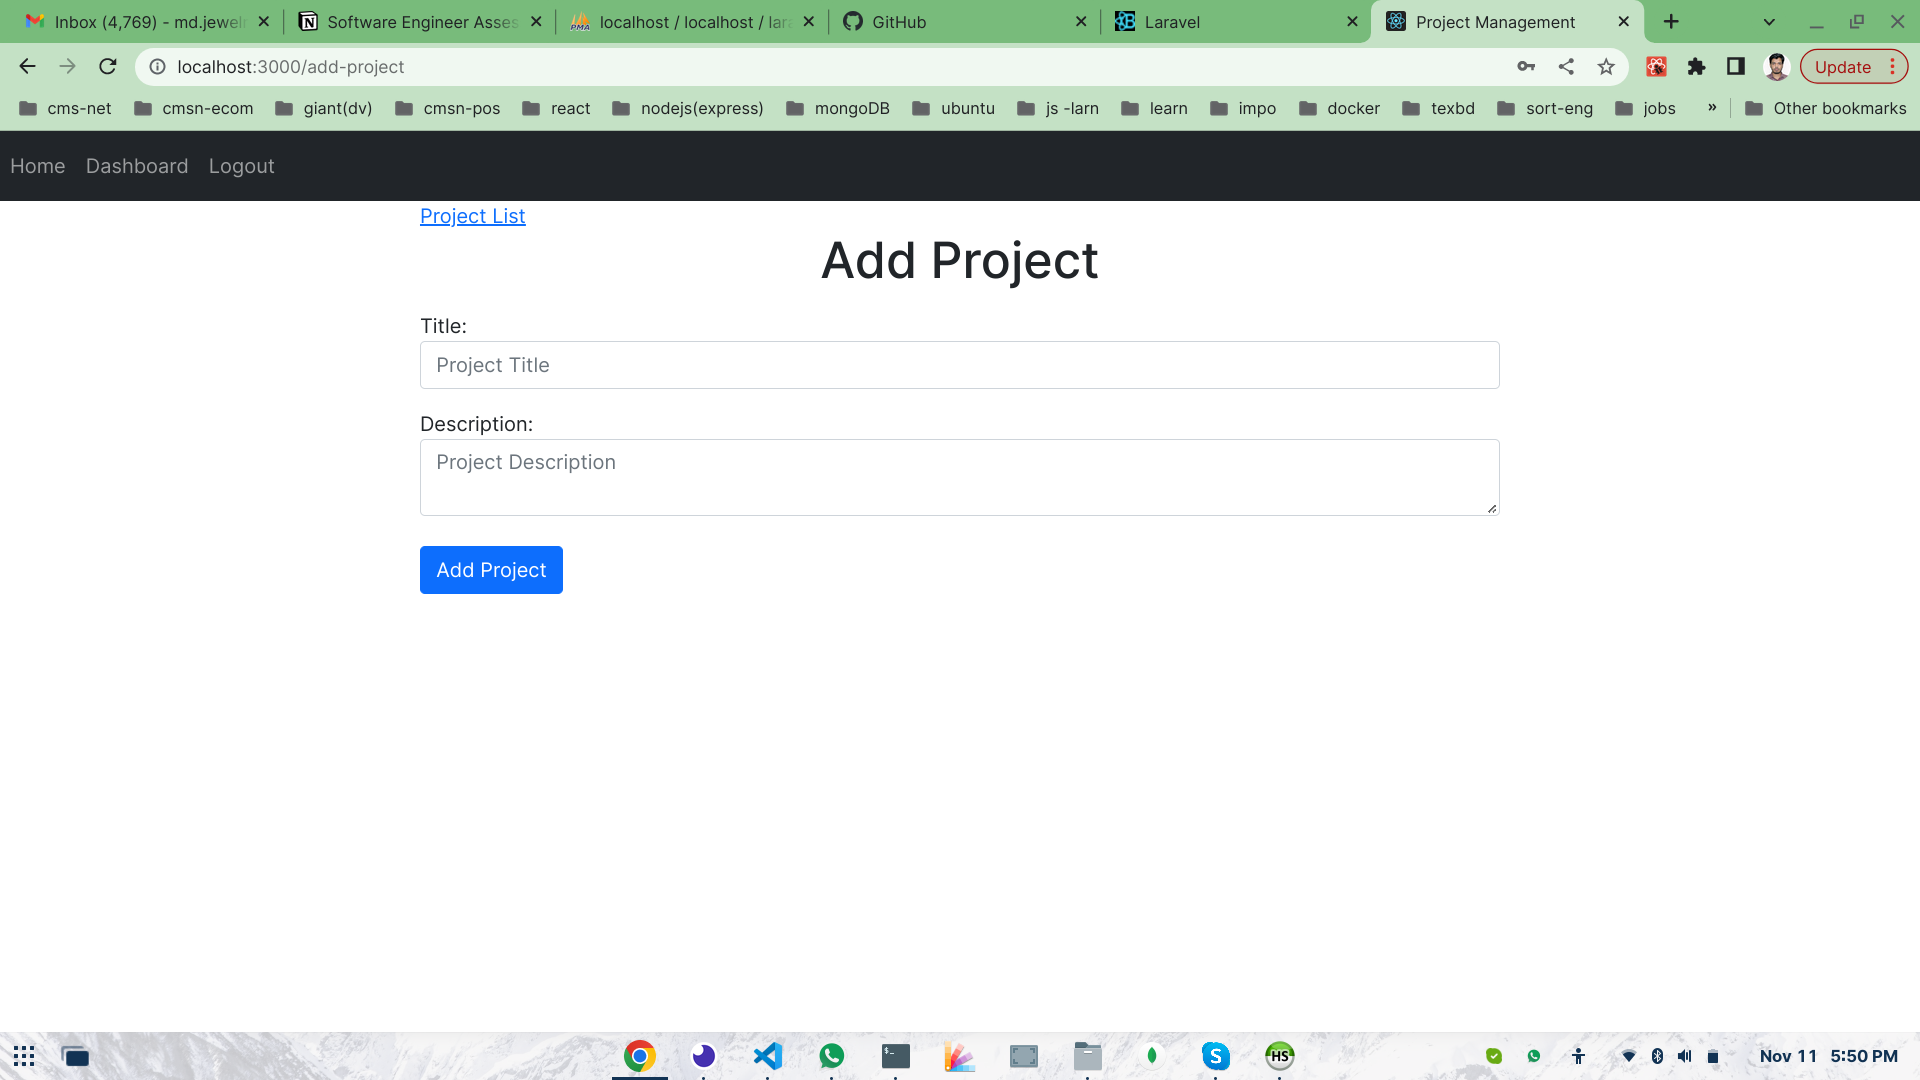 Inbox (4,769) - md.jewelr
Software Engineer Asses
localhost / localhost / lara
GitHub
Laravel
Project Management
localhost:3000/add-project
Update
cms-net
cmsn-ecom
giant(dv)
cmsn-pos
react
nodejs(express)
mongoDB
ubuntu
js -larn
learn
impo
docker
texbd
sort-eng
jobs
»
Other bookmarks
Home Dashboard Logout
Project List
Add Project
Title:
Project Title
Description:
Project Description
Add Project
HS
Nov 11 5:50 PM